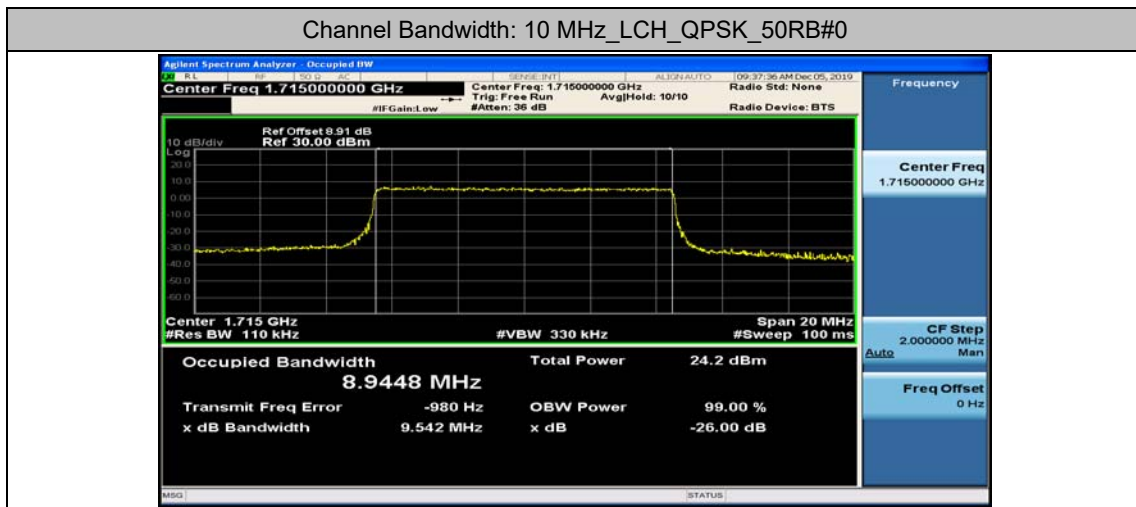 Channel Bandwidth: 10 MHz_LCH_QPSK_50RB#0
Agilent Spectrum Analyzer - Occupied BW
RL RF 50 Ω AC SENSE:INT ALIGN AUTO 09:37:36 AM Dec 05, 2019
Center Freq 1.715000000 GHz
Center Freq: 1.715000000 GHz
Radio Std: None
Trig: Free Run Avg|Hold: 10/10
#IFGain:Low #Atten: 36 dB Radio Device: BTS
Ref Offset 8.91 dB
10 dB/div Ref 30.00 dBm
Log
20.0
10.0
0.00
-10.0
-20.0
-30.0
-40.0
-50.0
-60.0
Center 1.715 GHz Span 20 MHz
#Res BW 110 kHz #VBW 330 kHz #Sweep 100 ms
Occupied Bandwidth Total Power 24.2 dBm
8.9448 MHz
Transmit Freq Error -980 Hz OBW Power 99.00 %
x dB Bandwidth 9.542 MHz x dB -26.00 dB
MSG STATUS
Frequency
Center Freq
1.715000000 GHz
CF Step
2.000000 MHz
Auto Man
Freq Offset
0 Hz